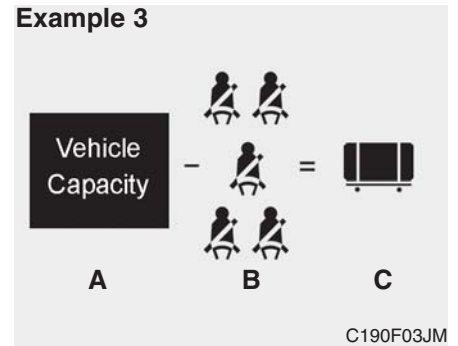 Example 3
Vehicle
Capacity
- =
A B C
C190F03JM